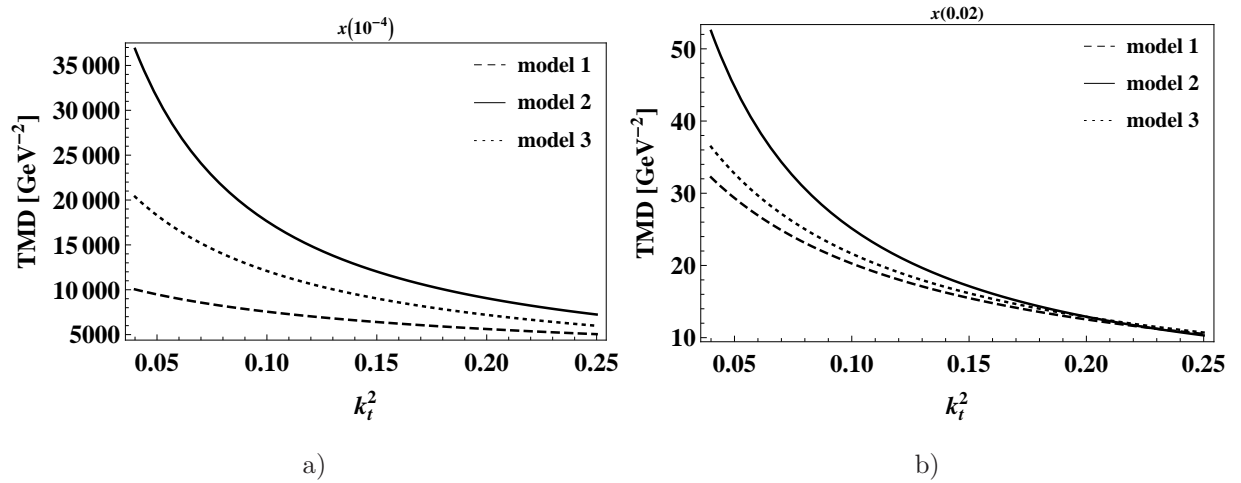 x(10⁻⁴)
TMD [GeV⁻²]
35 000
30 000
25 000
20 000
15 000
10 000
5000
model 1
model 2
model 3
0.05 0.10 0.15 0.20 0.25
k_t^2
a)
x(0.02)
TMD [GeV⁻²]
50
40
30
20
10
model 1
model 2
model 3
0.05 0.10 0.15 0.20 0.25
k_t^2
b)